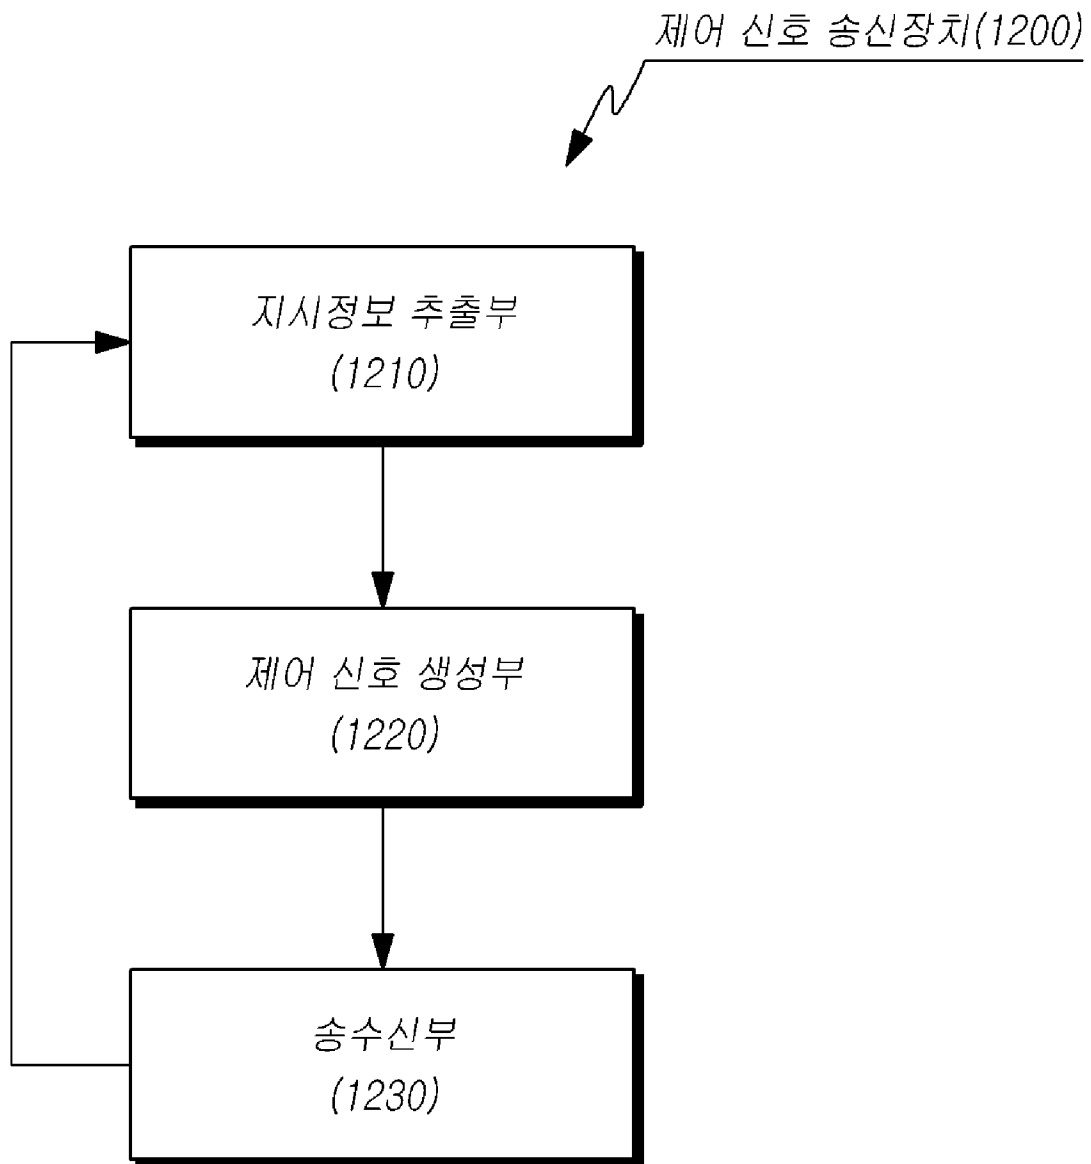 제어 신호 송신장치(1200)
지시정보 추출부
(1210)
제어 신호 생성부
(1220)
송수신부
(1230)